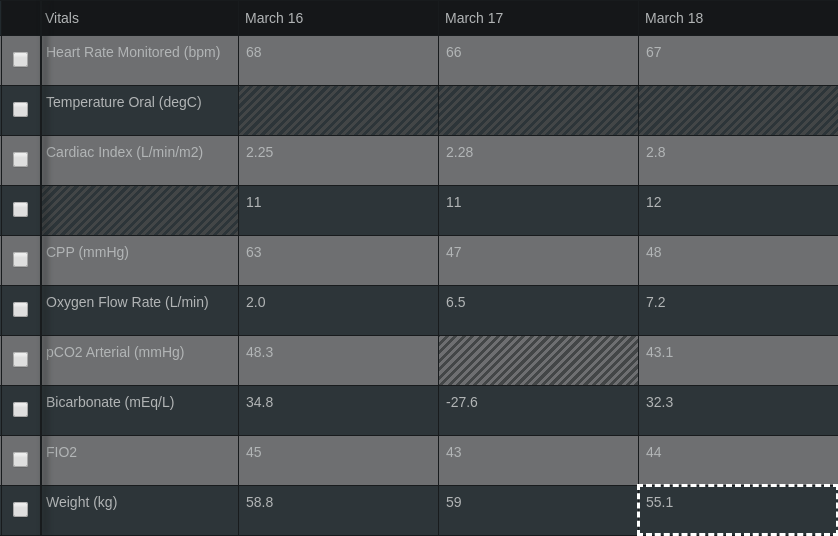 Vitals March 16 March 17 March 18
Heart Rate Monitored (bpm) 68 66 67
Temperature Oral (degC)
Cardiac Index (L/min/m2) 2.25 2.28 2.8
11 11 12
CPP (mmHg) 63 47 48
Oxygen Flow Rate (L/min) 2.0 6.5 7.2
pCO2 Arterial (mmHg) 48.3 43.1
Bicarbonate (mEq/L) 34.8 -27.6 32.3
FIO2 45 43 44
Weight (kg) 58.8 59 55.1